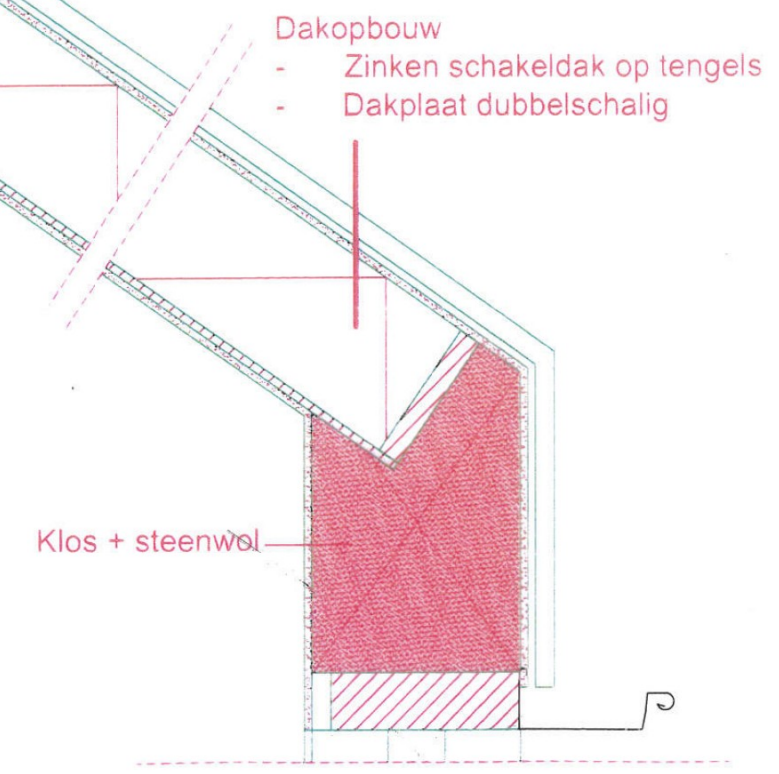 Dakopbouw
- Zinken schakeldak op tengels
- Dakplaat dubbelschalig
Klos + steenwol